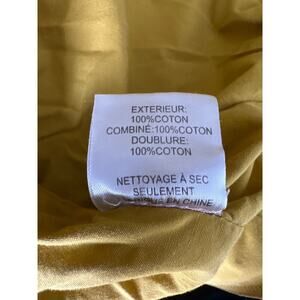 EXTERIEUR:
100%COTON
COMBINÉ:100%COTON
DOUBLURE:
100%COTON
NETTOYAGE À SEC
SEULEMENT
EN CHINE